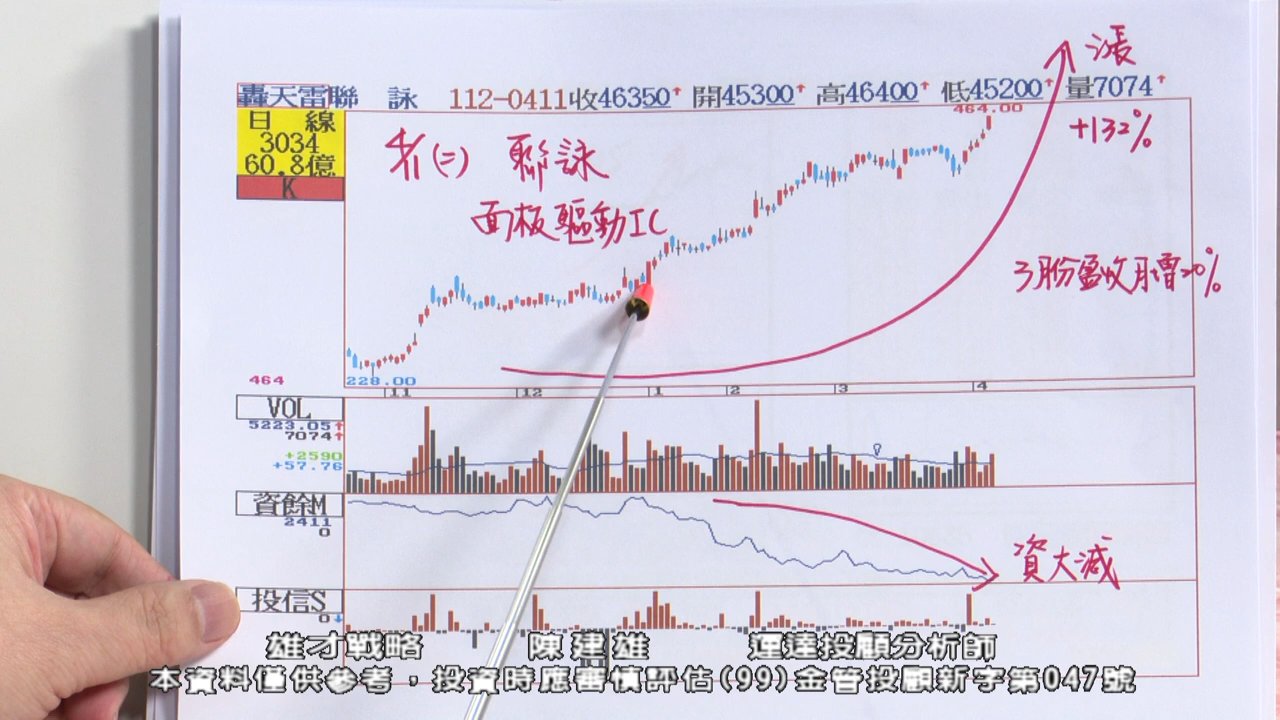 轟天雷聯 詠 112-0411收46350↑ 開45300↑ 高46400↑ 低45200↑ 量7074↑
漲
+132%
日 線
3034
60.8億
K
464.00
聯詠
面板驅動IC
3月份營收月增20%
464
228.00
11 12 1 2 3 4
VOL
5223.05↑
7074↑
+2590
+57.76
資餘M
2411
0
資大減
投信S
0↓
雄才戰略 陳建雄 運達投顧分析師
本資料僅供參考，投資時應審慎評估(99)金管投顧新字第047號